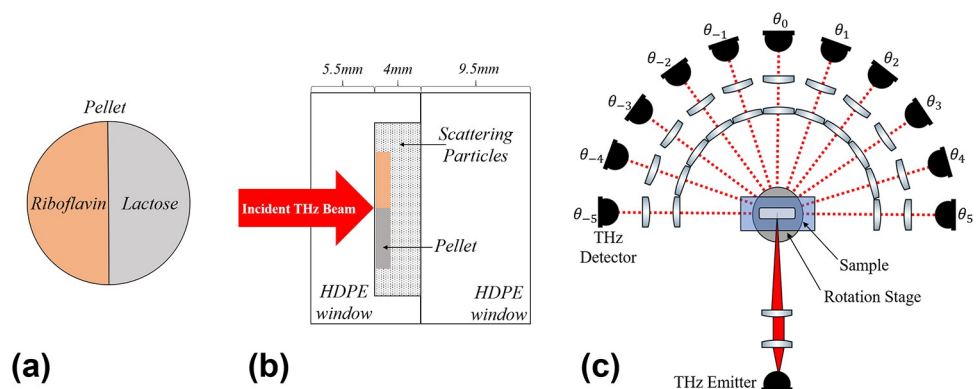 Pellet
Riboflavin
Lactose
(a)
5.5mm
4mm
9.5mm
Scattering
Particles
Incident THz Beam
Pellet
HDPE
window
HDPE
window
(b)
θ₀
θ₋₁
θ₁
θ₋₂
θ₂
θ₋₃
θ₃
θ₋₄
θ₄
θ₋₅
θ₅
THz
Detector
Sample
Rotation Stage
THz Emitter
(c)